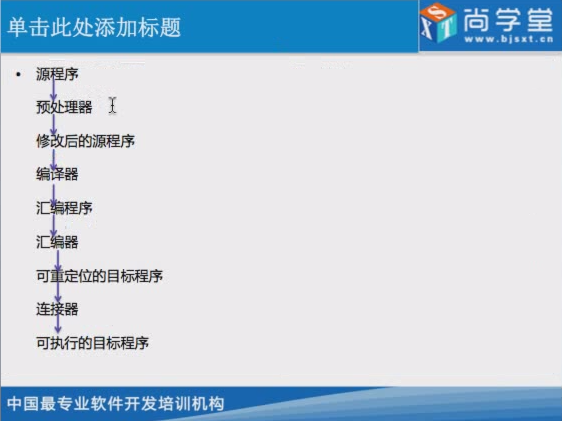 单击此处添加标题
尚学堂
www.bjsxt.cn
SXT
• 源程序
预处理器
修改后的源程序
编译器
汇编程序
汇编器
可重定位的目标程序
连接器
可执行的目标程序
中国最专业软件开发培训机构